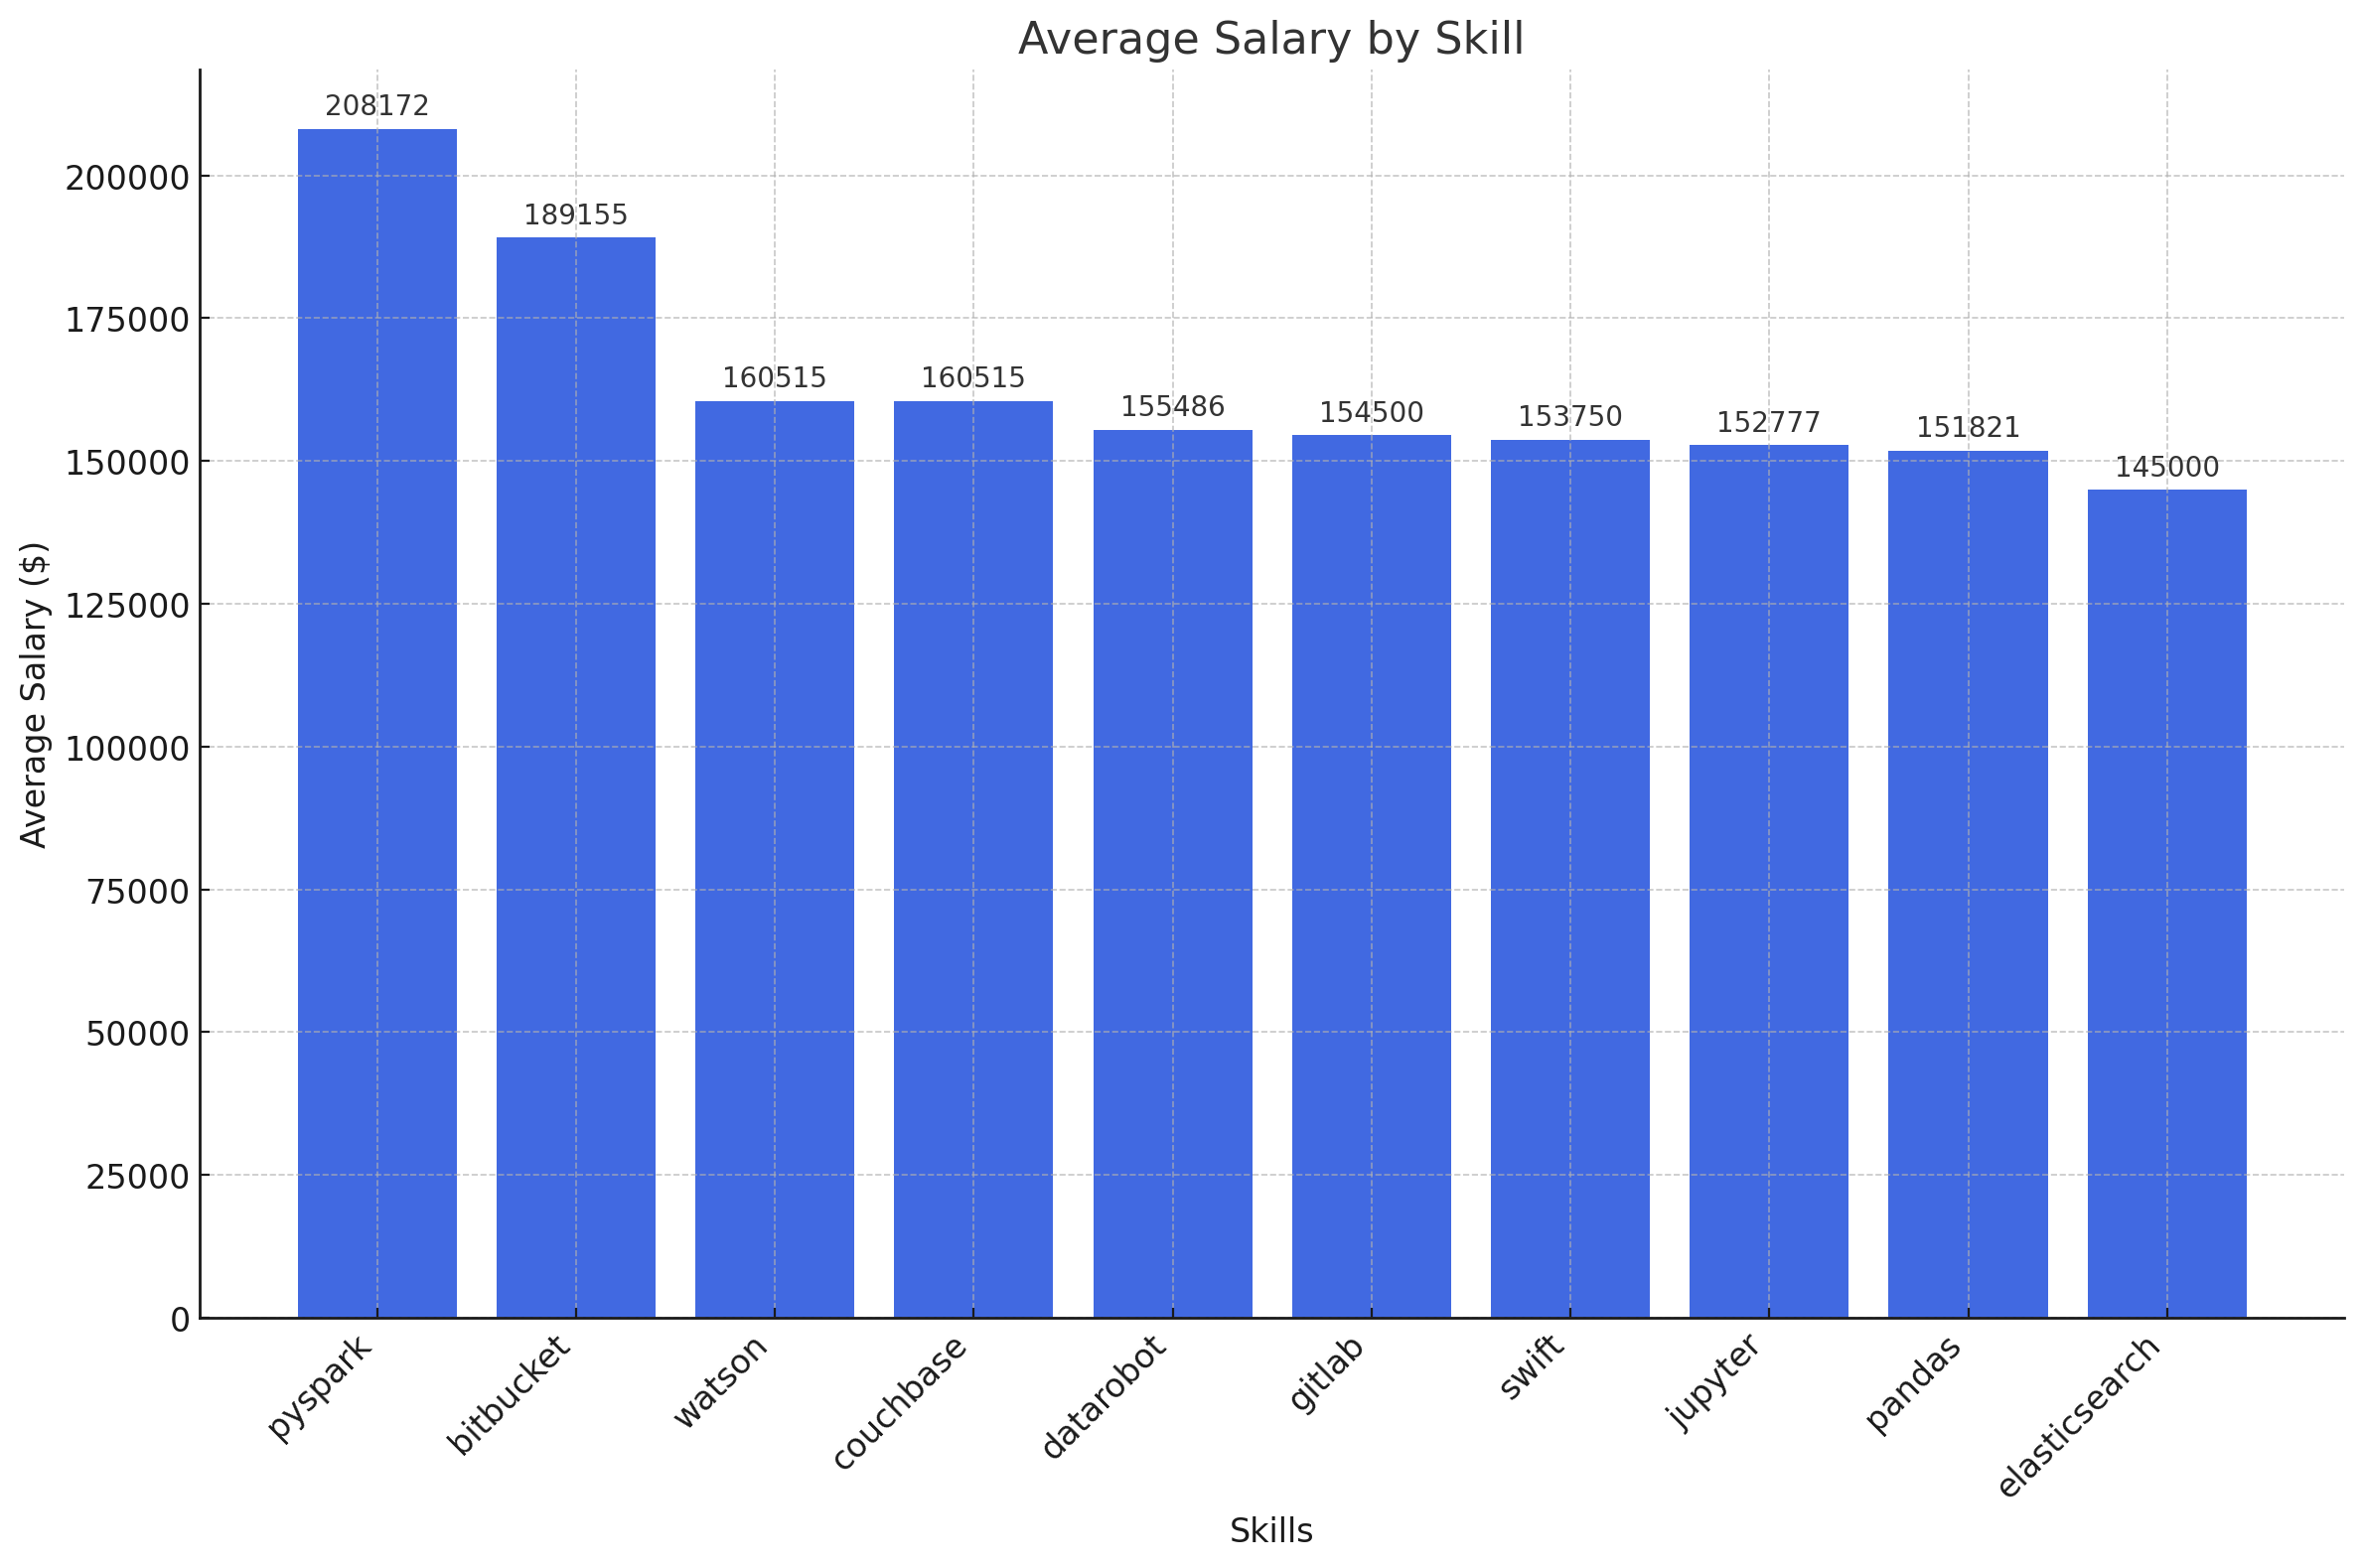 Average Salary by Skill
Average Salary ($)
200000
175000
150000
125000
100000
75000
50000
25000
0
208172
189155
160515
160515
155486
154500
153750
152777
151821
145000
pyspark
bitbucket
watson
couchbase
datarobot
gitlab
swift
jupyter
pandas
elasticsearch
Skills